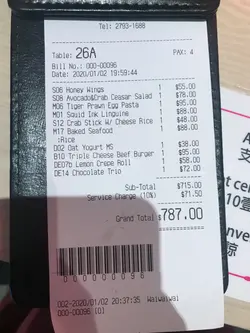 Tel: 2793-1688
Table: 26A PAX: 4
Bill No.: 000-00096
Date: 2020/01/02 19:59:44
S06 Honey Wings 1 $55.00
S08 Avocado&Crab Ceasar Salad 1 $78.00
M06 Tiger Prawn Egg Pasta 1 $95.00
M01 Squid Ink Linguine 1 $88.00
S12 Crab Stick W/ Cheese Rice 1 $48.00
M17 Baked Seafood 1 $88.00
:Rice
D02 Oat Yogurt MS 1 $38.00
B10 Triple Cheese Beef Burger 1 $95.00
DE07b Lemon Crepe Roll 1 $58.00
DE14 Chocolate Trio 1 $72.00
Sub-Total $715.00
Service Charge (10%) $71.50
Grand Total $787.00
00000096
002-2020/01/02 20:37:35 Waiwaiwai
000-00096 [0]
A
支
10